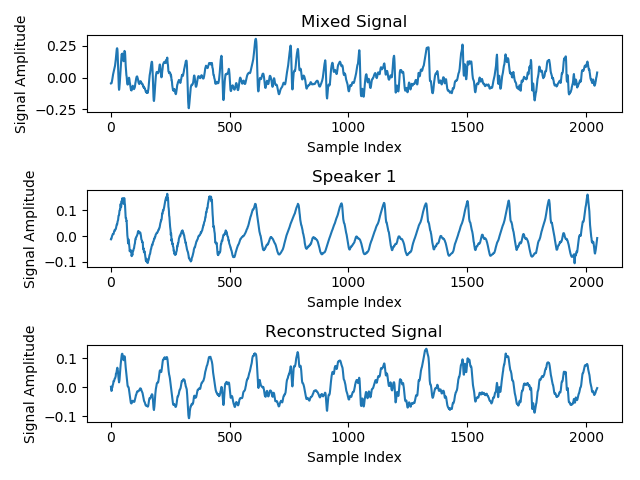 Mixed Signal
Signal Amplitude
0.25
0.00
−0.25
0
500
1000
1500
2000
Sample Index
Speaker 1
Signal Amplitude
0.1
0.0
−0.1
0
500
1000
1500
2000
Sample Index
Reconstructed Signal
Signal Amplitude
0.1
0.0
−0.1
0
500
1000
1500
2000
Sample Index